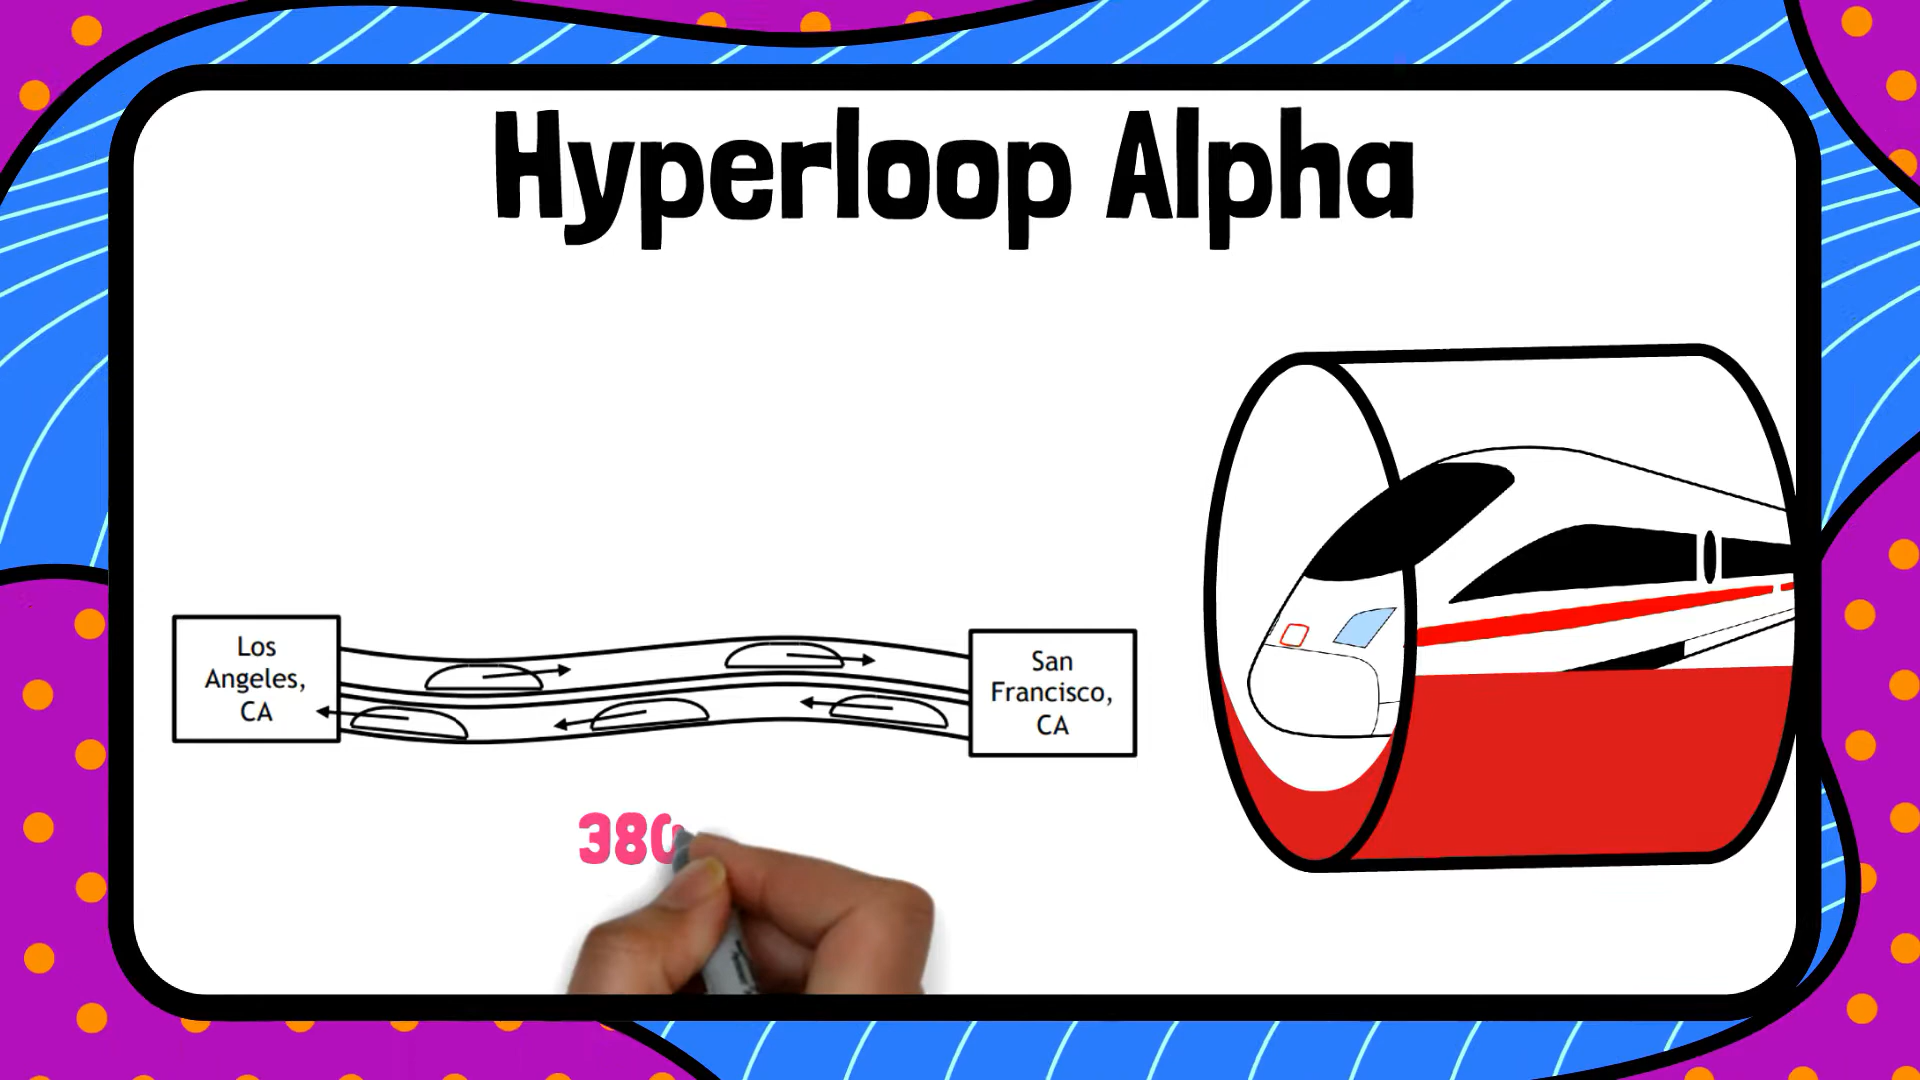 Hyperloop Alpha
Los
Angeles,
CA
San
Francisco,
CA
380